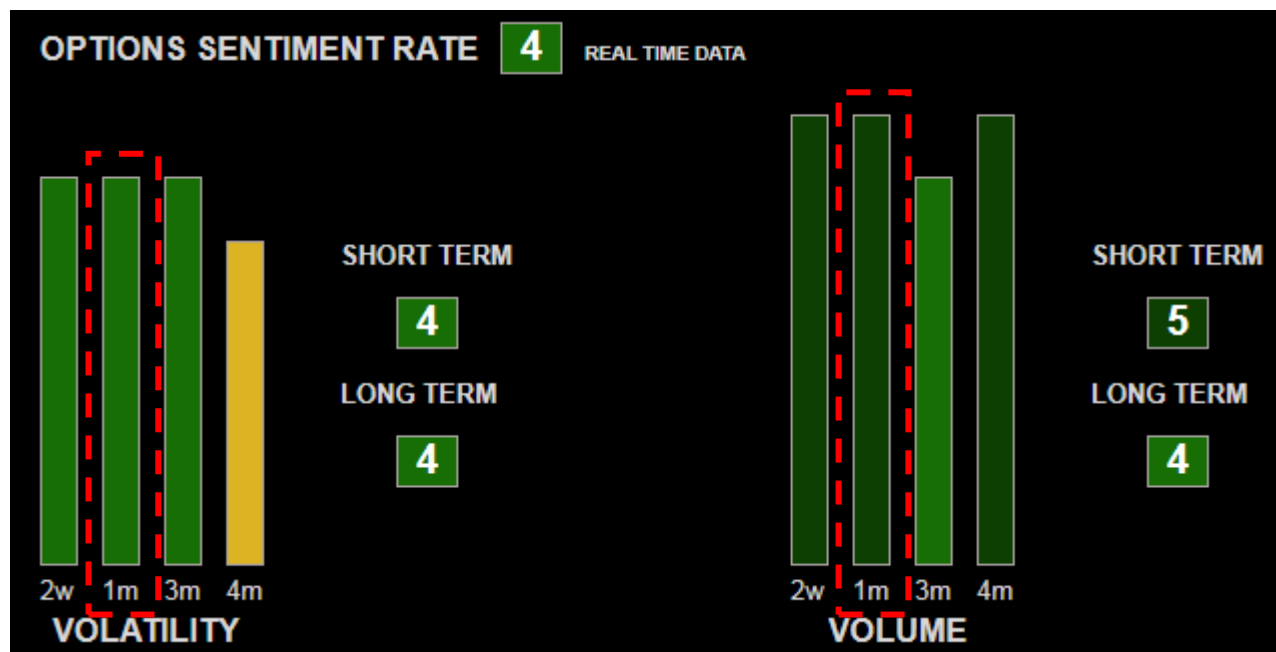 OPTIONS SENTIMENT RATE 4 REAL TIME DATA
SHORT TERM
4
LONG TERM
4
2w 1m 3m 4m
VOLATILITY
SHORT TERM
5
LONG TERM
4
2w 1m 3m 4m
VOLUME